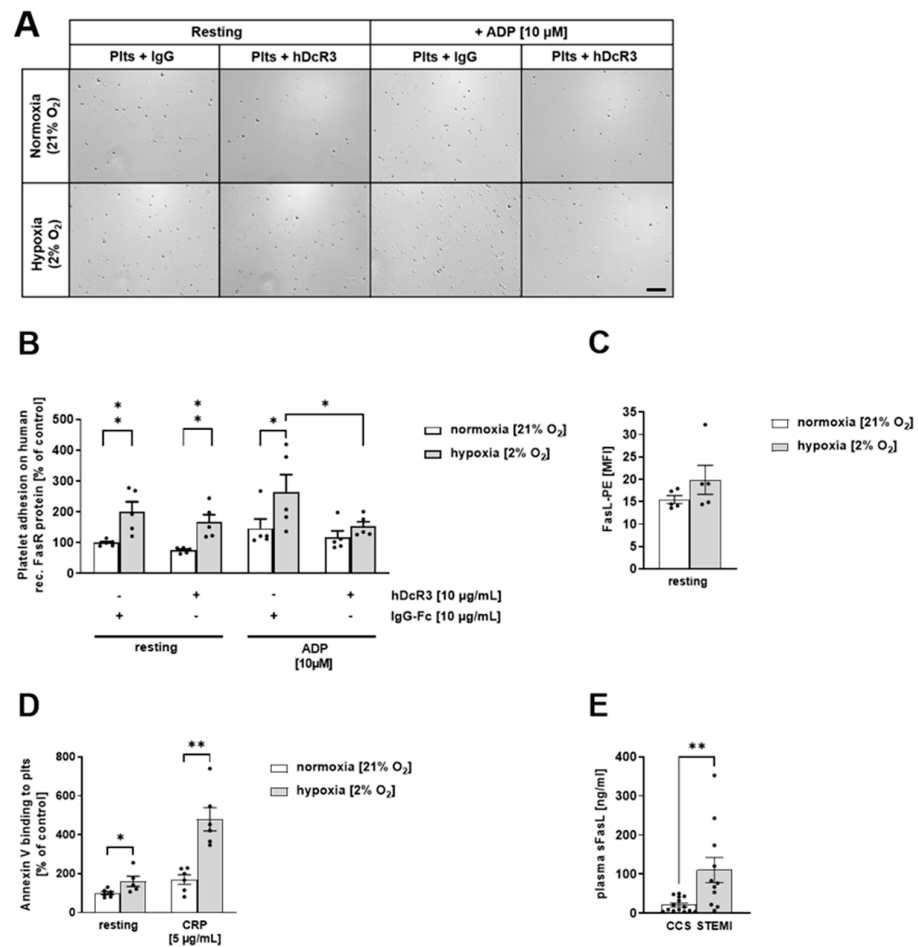 A
Resting
+ ADP [10 µM]
Plts + IgG
Plts + hDcR3
Plts + IgG
Plts + hDcR3
Normoxia
(21% O2)
Hypoxia
(2% O2)
B
Platelet adhesion on human
rec. FasR protein [% of control]
500
400
300
200
100
0
*
*
*
*
*
*
normoxia [21% O2]
hypoxia [2% O2]
- + - + hDcR3 [10 µg/mL]
+ - + - IgG-Fc [10 µg/mL]
resting
ADP
[10µM]
C
FasL-PE [MFI]
35
30
25
20
15
10
5
0
resting
normoxia [21% O2]
hypoxia [2% O2]
D
Annexin V binding to plts
[% of control]
800
600
400
200
0
*
**
resting
CRP
[5 µg/mL]
normoxia [21% O2]
hypoxia [2% O2]
E
plasma sFasL [ng/ml]
400
300
200
100
0
**
CCS STEMI